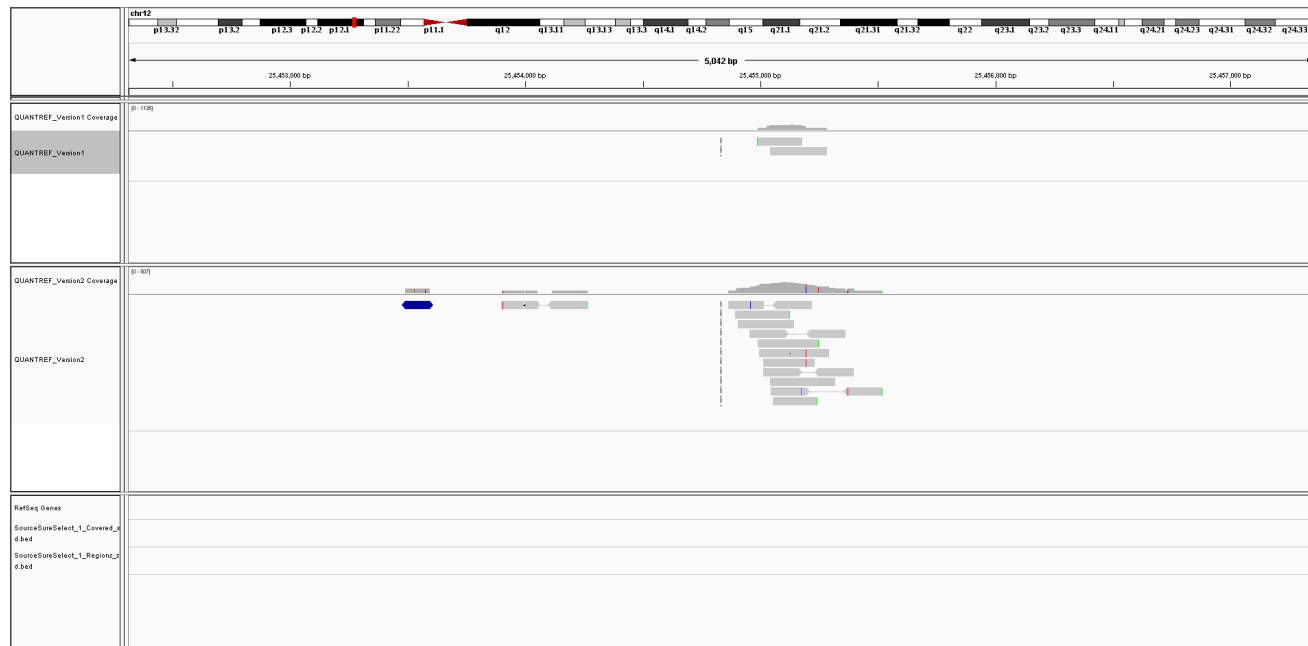 chr12
p13.32 p13.2 p12.3 p12.2 p12.1 p11.22 p11.1 q12 q13.11 q13.13 q13.3 q14.1 q14.2 q15 q21.1 q21.2 q21.31 q21.32 q22 q23.1 q23.2 q23.3 q24.11 q24.21 q24.23 q24.31 q24.32 q24.33
5,042 bp
25,453,000 bp 25,454,000 bp 25,455,000 bp 25,456,000 bp 25,457,000 bp
QUANTREF_Version1 Coverage
[0 - 1135]
QUANTREF_Version1
QUANTREF_Version2 Coverage
[0 - 507]
QUANTREF_Version2
RefSeq Genes
SourceSureSelect_1_Covered_s
d.bed
SourceSureSelect_1_Regions_s
d.bed